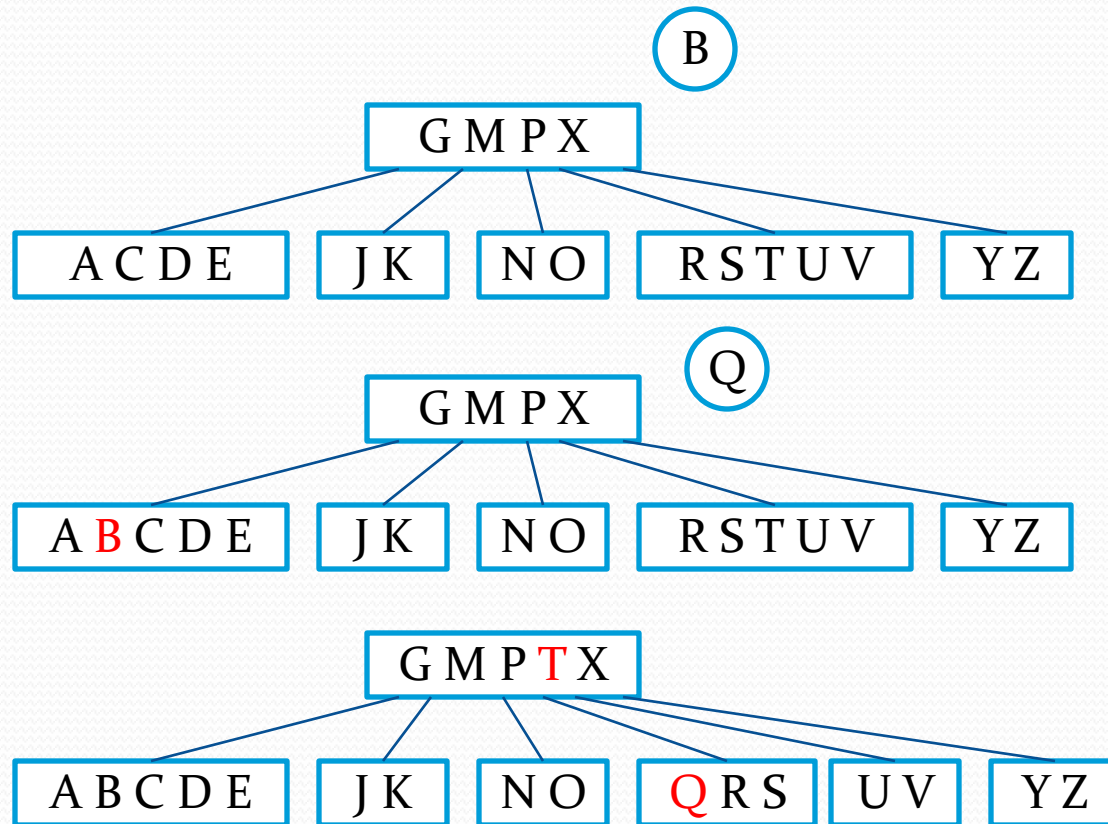 B
G M P X
A C D E J K N O R S T U V Y Z
Q
G M P X
A B C D E J K N O R S T U V Y Z
G M P T X
A B C D E J K N O Q R S U V Y Z